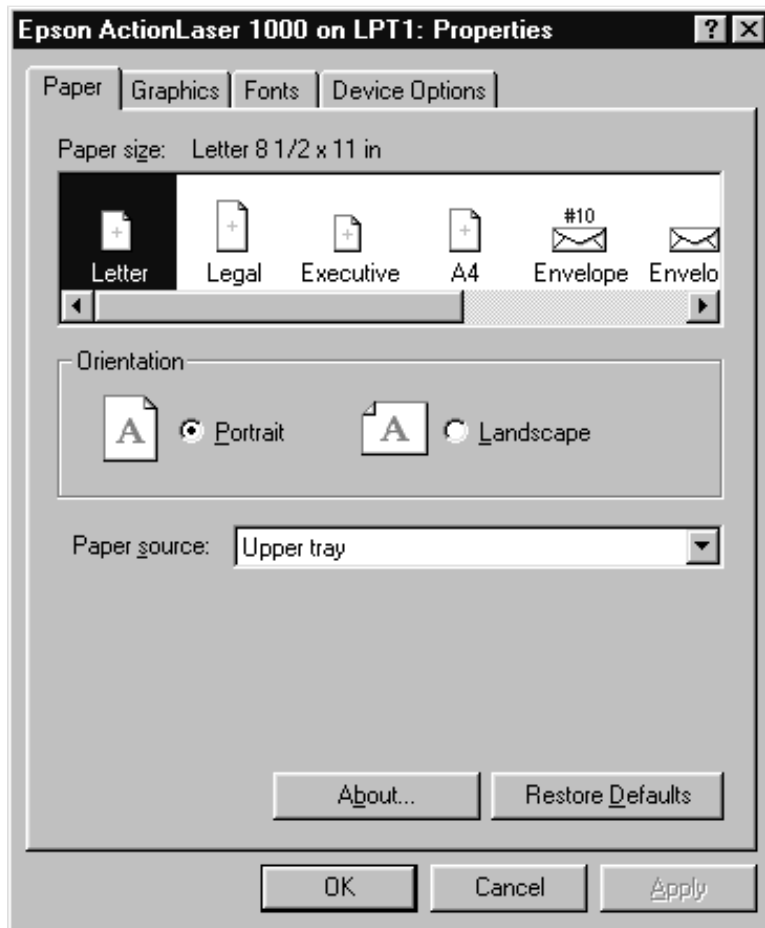 Epson ActionLaser 1000 on LPT1: Properties
Paper Graphics Fonts Device Options
Paper size: Letter 8 1/2 x 11 in
#10
Letter Legal Executive A4 Envelope Envelo
Orientation
A Portrait A Landscape
Paper source: Upper tray
About... Restore Defaults
OK Cancel Apply